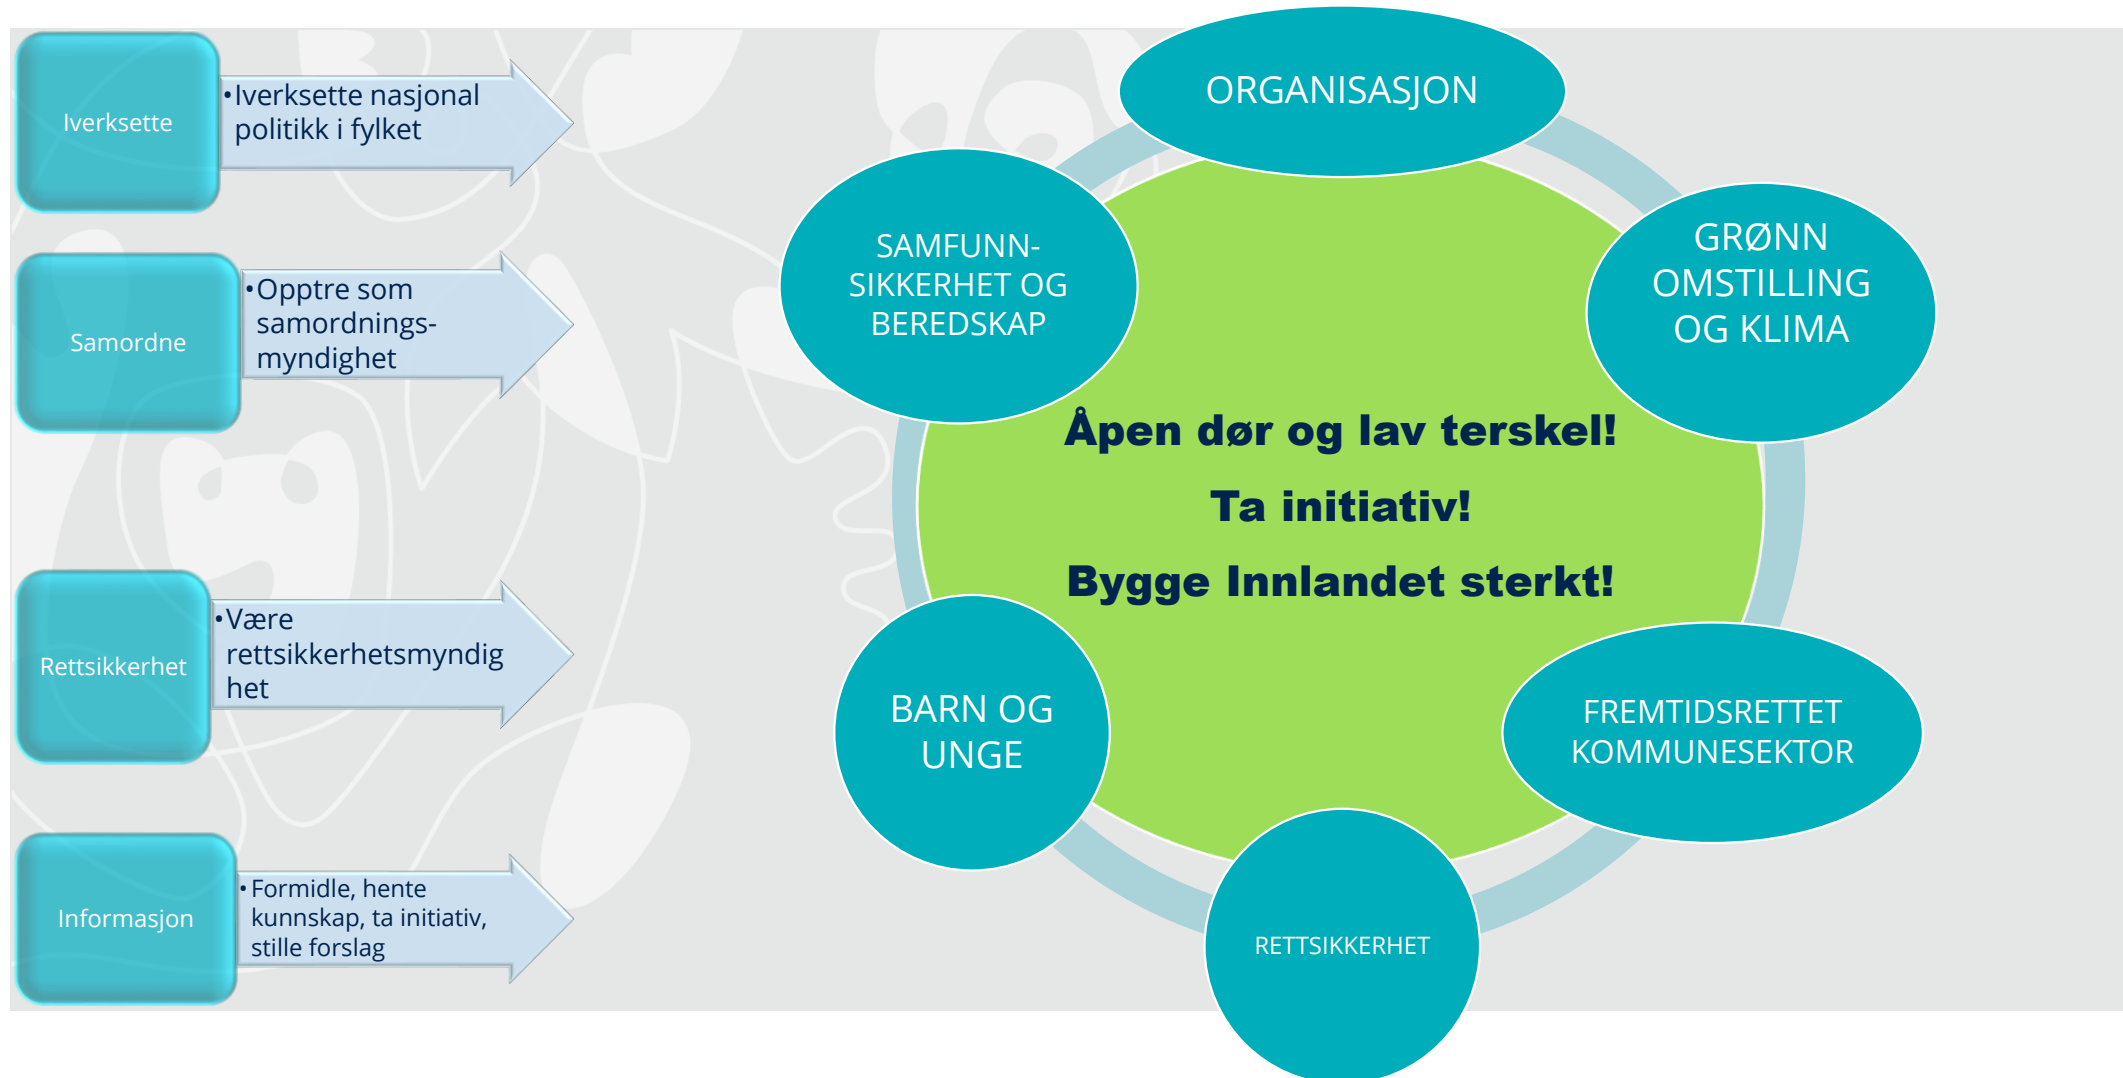 Iverksette
•Iverksette nasjonal
politikk i fylket
Samordne
•Opptre som
samordnings-
myndighet
Rettsikkerhet
•Være
rettsikkerhetsmyndig
het
Informasjon
•Formidle, hente
kunnskap, ta initiativ,
stille forslag
ORGANISASJON
GRØNN
OMSTILLING
OG KLIMA
FREMTIDSRETTET
KOMMUNESEKTOR
RETTSIKKERHET
BARN OG
UNGE
SAMFUNN-
SIKKERHET OG
BEREDSKAP
Åpen dør og lav terskel!
Ta initiativ!
Bygge Innlandet sterkt!